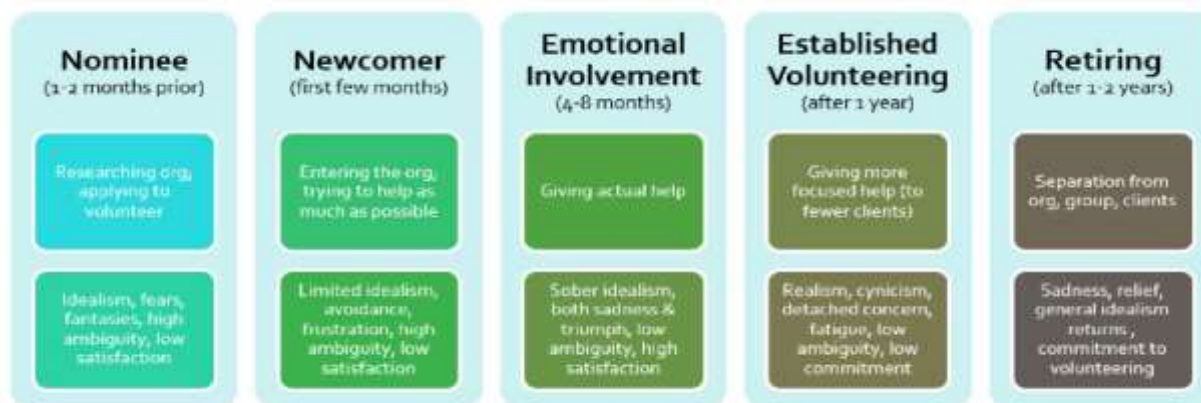 Nominee
(1-2 months prior)
Researching org,
applying to
volunteer
Idealism, fears,
fantasies, high
ambiguity, low
satisfaction
Newcomer
(first few months)
Entering the org,
trying to help as
much as possible
Limited idealism,
avoidance,
frustration, high
ambiguity, low
satisfaction
Emotional
Involvement
(4-8 months)
Giving actual help
Sober idealism,
both sadness &
triumph, low
ambiguity, high
satisfaction
Established
Volunteering
(after 1 year)
Giving more
focused help (to
fewer clients)
Realism, cynicism,
detached concern,
fatigue, low
ambiguity, low
commitment
Retiring
(after 1-2 years)
Separation from
org, group, clients
Sadness, relief,
general idealism
returns ,
commitment to
volunteering